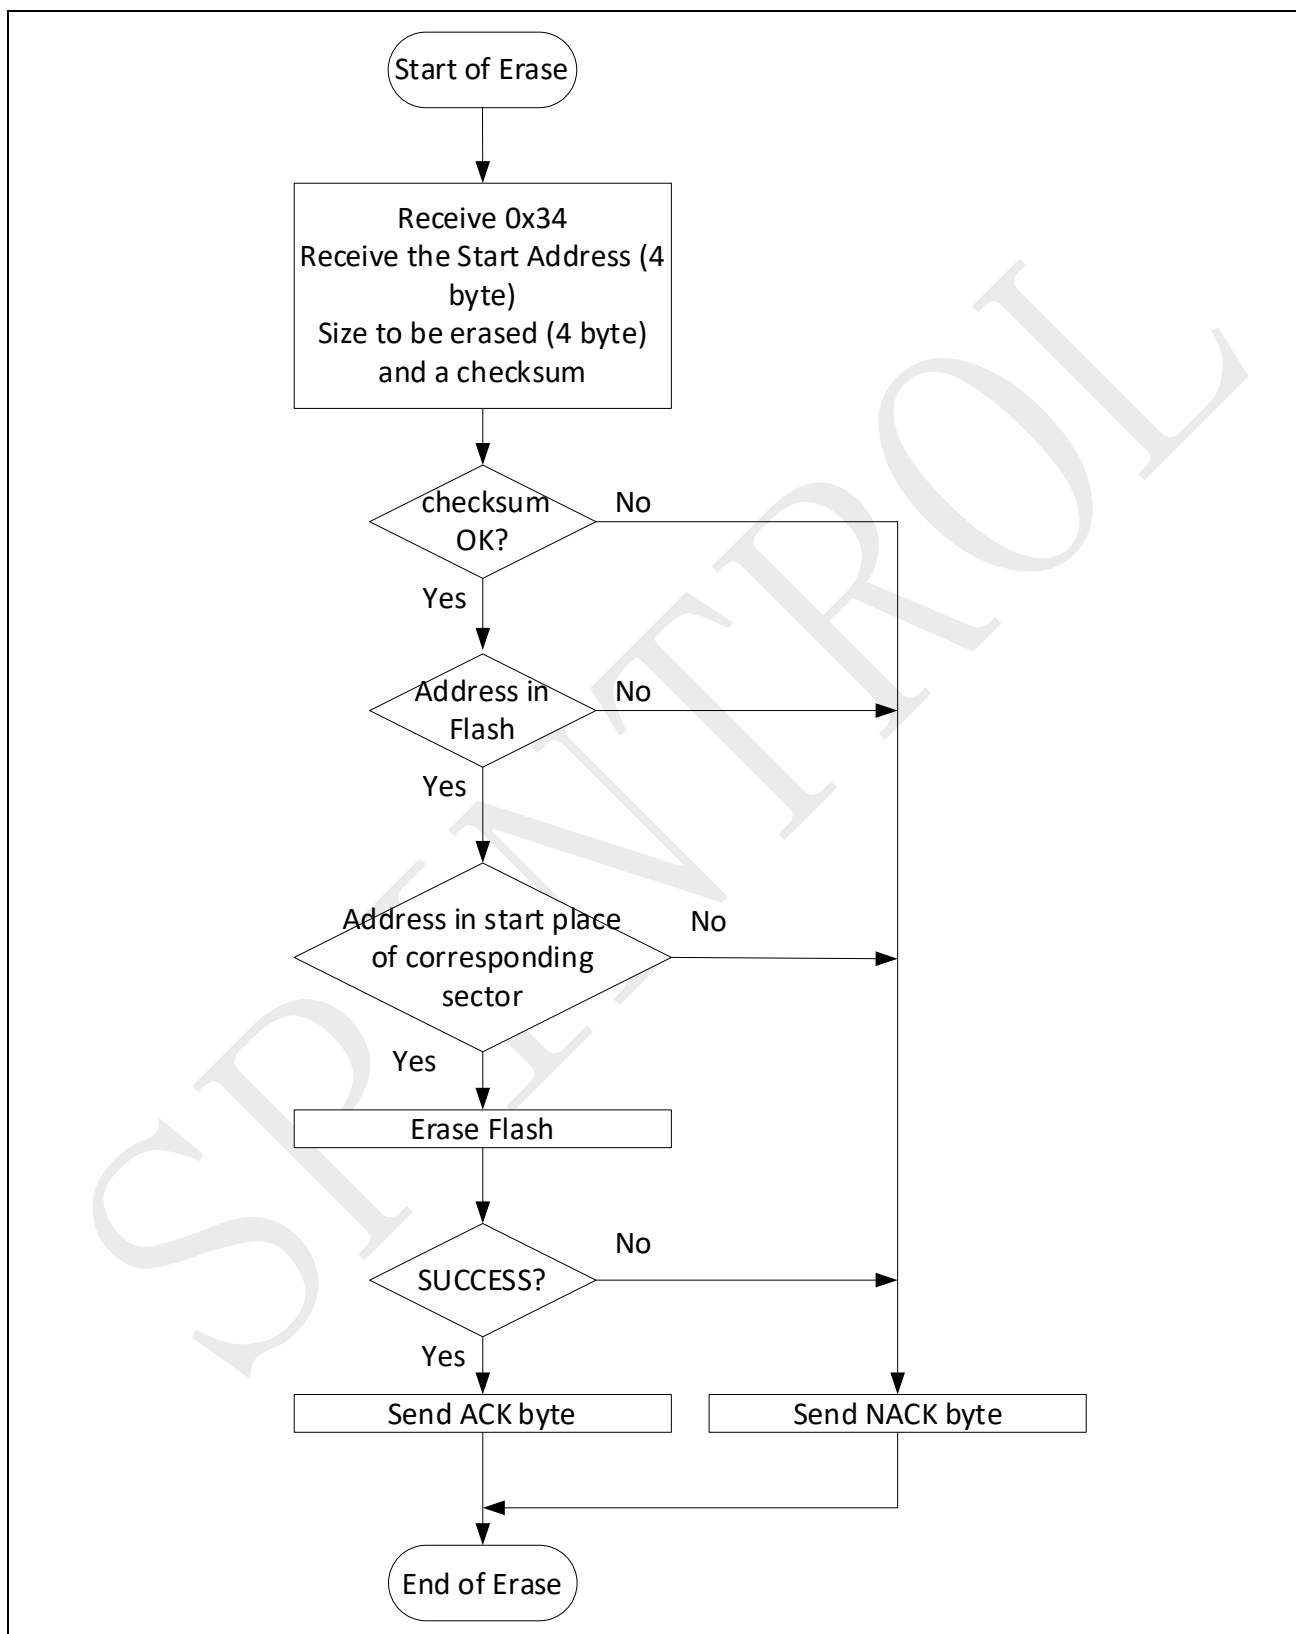 Start of Erase
Receive 0x34
Receive the Start Address (4
byte)
Size to be erased (4 byte)
and a checksum
checksum
OK?
No
Yes
Address in
Flash
No
Yes
Address in start place
of corresponding
sector
No
Yes
Erase Flash
SUCCESS?
No
Yes
Send ACK byte
Send NACK byte
End of Erase
SPINTROL